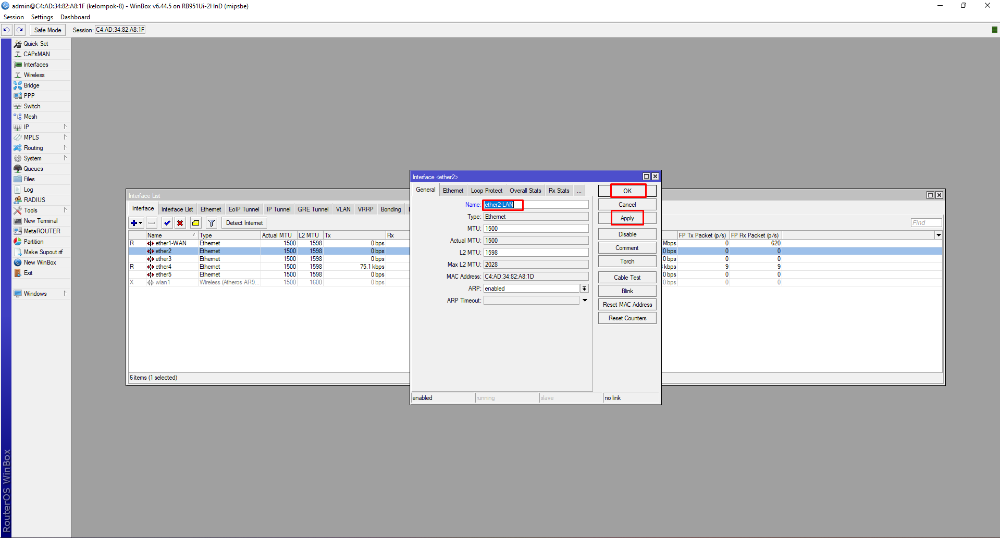 admin@C4:AD:34:82:A8:1F (kelompok-8) - WinBox v6.44.5 on RB951Ui-2HnD (mipsbe)
Session Settings Dashboard
Safe Mode Session: C4:AD:34:82:A8:1F
Quick Set
CAPsMAN
Interfaces
Wireless
Bridge
PPP
Switch
Mesh
IP
MPLS
Routing
System
Queues
Files
Log
RADIUS
Tools
New Terminal
MetaROUTER
Partition
Make Supout.rif
New WinBox
Exit
Windows
RouterOS WinBox
Interface List
Interface Interface List Ethernet EoIP Tunnel IP Tunnel GRE Tunnel VLAN VRRP Bonding
Detect Internet Find
Name Type Actual MTU L2 MTU Tx Rx FP Tx Packet (p/s) FP Rx Packet (p/s)
R ether1-WAN Ethernet 1500 1598 0 bps Mbps 0 620
ether2 Ethernet 1500 1598 0 bps 0 bps 0 0
ether3 Ethernet 1500 1598 0 bps 0 bps 0 0
R ether4 Ethernet 1500 1598 75.1 kbps kbps 9 9
ether5 Ethernet 1500 1598 0 bps 0 bps 0 0
X wlan1 Wireless (Atheros AR9... 1500 1600 0 bps 0 bps 0 0
6 items (1 selected)
Interface <ether2>
General Ethernet Loop Protect Overall Stats Rx Stats ...
Name: ether2-LAN
Type: Ethernet
MTU: 1500
Actual MTU: 1500
L2 MTU: 1598
Max L2 MTU: 2028
MAC Address: C4:AD:34:82:A8:1D
ARP: enabled
ARP Timeout:
OK
Cancel
Apply
Disable
Comment
Torch
Cable Test
Blink
Reset MAC Address
Reset Counters
enabled running slave no link